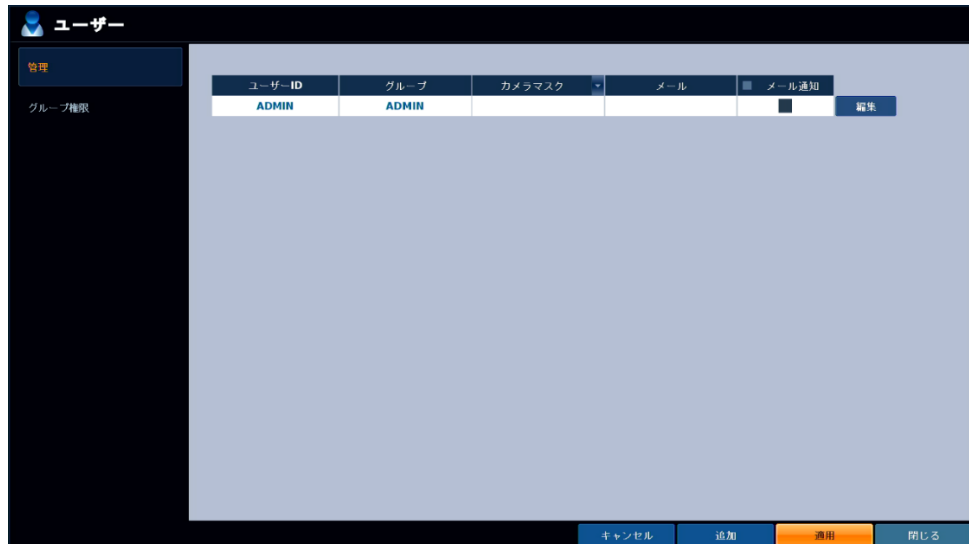 ユーザー
管理
グループ権限
ユーザーID グループ カメラマスク メール メール通知
ADMIN ADMIN 編集
キャンセル 追加 適用 閉じる